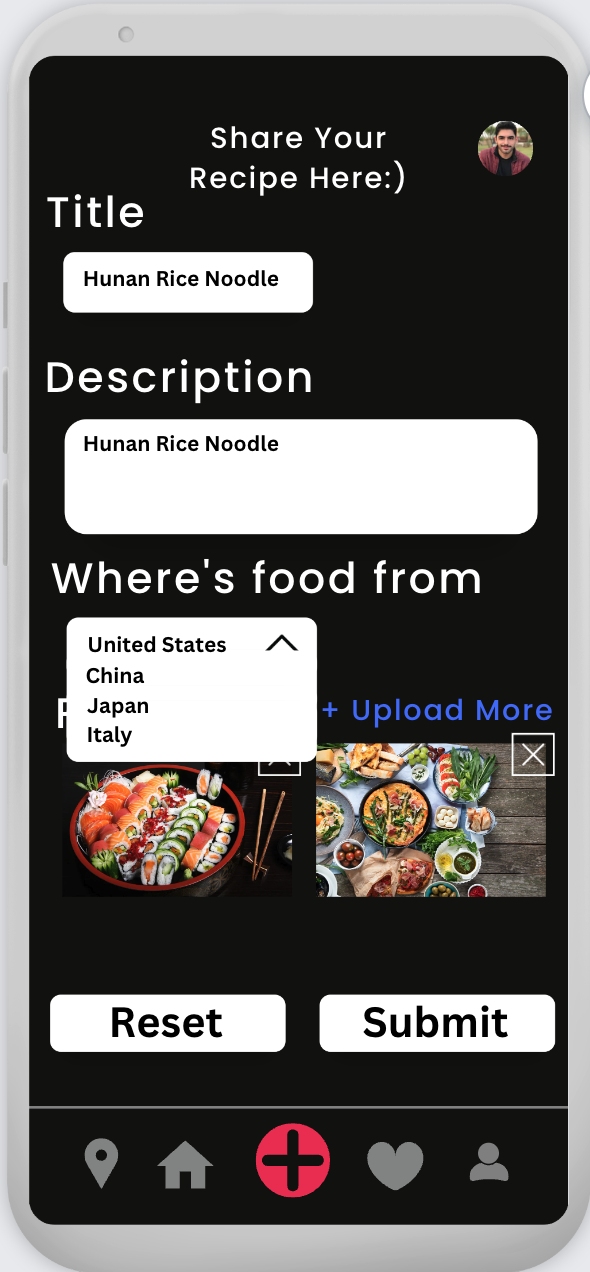 Share Your
Recipe Here:)
Title
Hunan Rice Noodle
Description
Hunan Rice Noodle
Where's food from
United States
China
Japan
Italy
+ Upload More
Reset
Submit